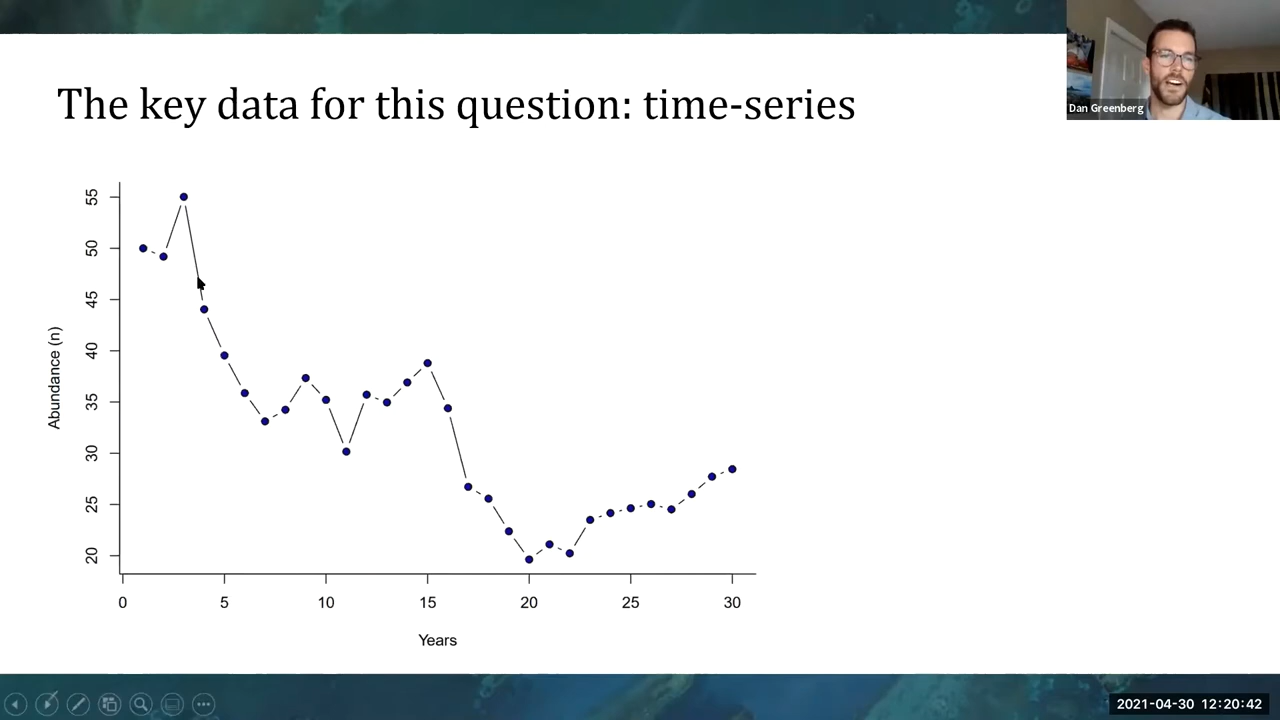 Dan Greenberg
The key data for this question: time-series
55
50
45
40
35
30
25
20
Abundance (n)
0 5 10 15 20 25 30
Years
2021-04-30 12:20:42